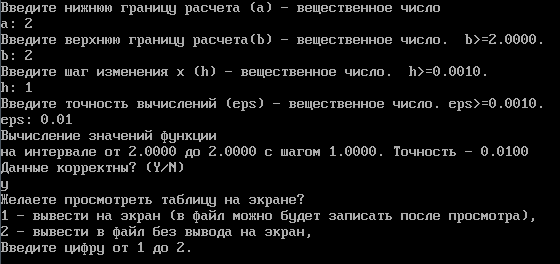 Введите нижнюю границу расчета (a) - вещественное число
a: 2
Введите верхнюю границу расчета(b) - вещественное число.  b>=2.0000.
b: 2
Введите шаг изменения x (h) - вещественное число.  h>=0.0010.
h: 1
Введите точность вычислений (eps) - вещественное число. eps>=0.0010.
eps: 0.01
Вычисление значений функции
на интервале от 2.0000 до 2.0000 с шагом 1.0000. Точность - 0.0100
Данные корректны? (Y/N)
y
Желаете просмотреть таблицу на экране?
1 - вывести на экран (в файл можно будет записать после просмотра),
2 - вывести в файл без вывода на экран,
Введите цифру от 1 до 2.